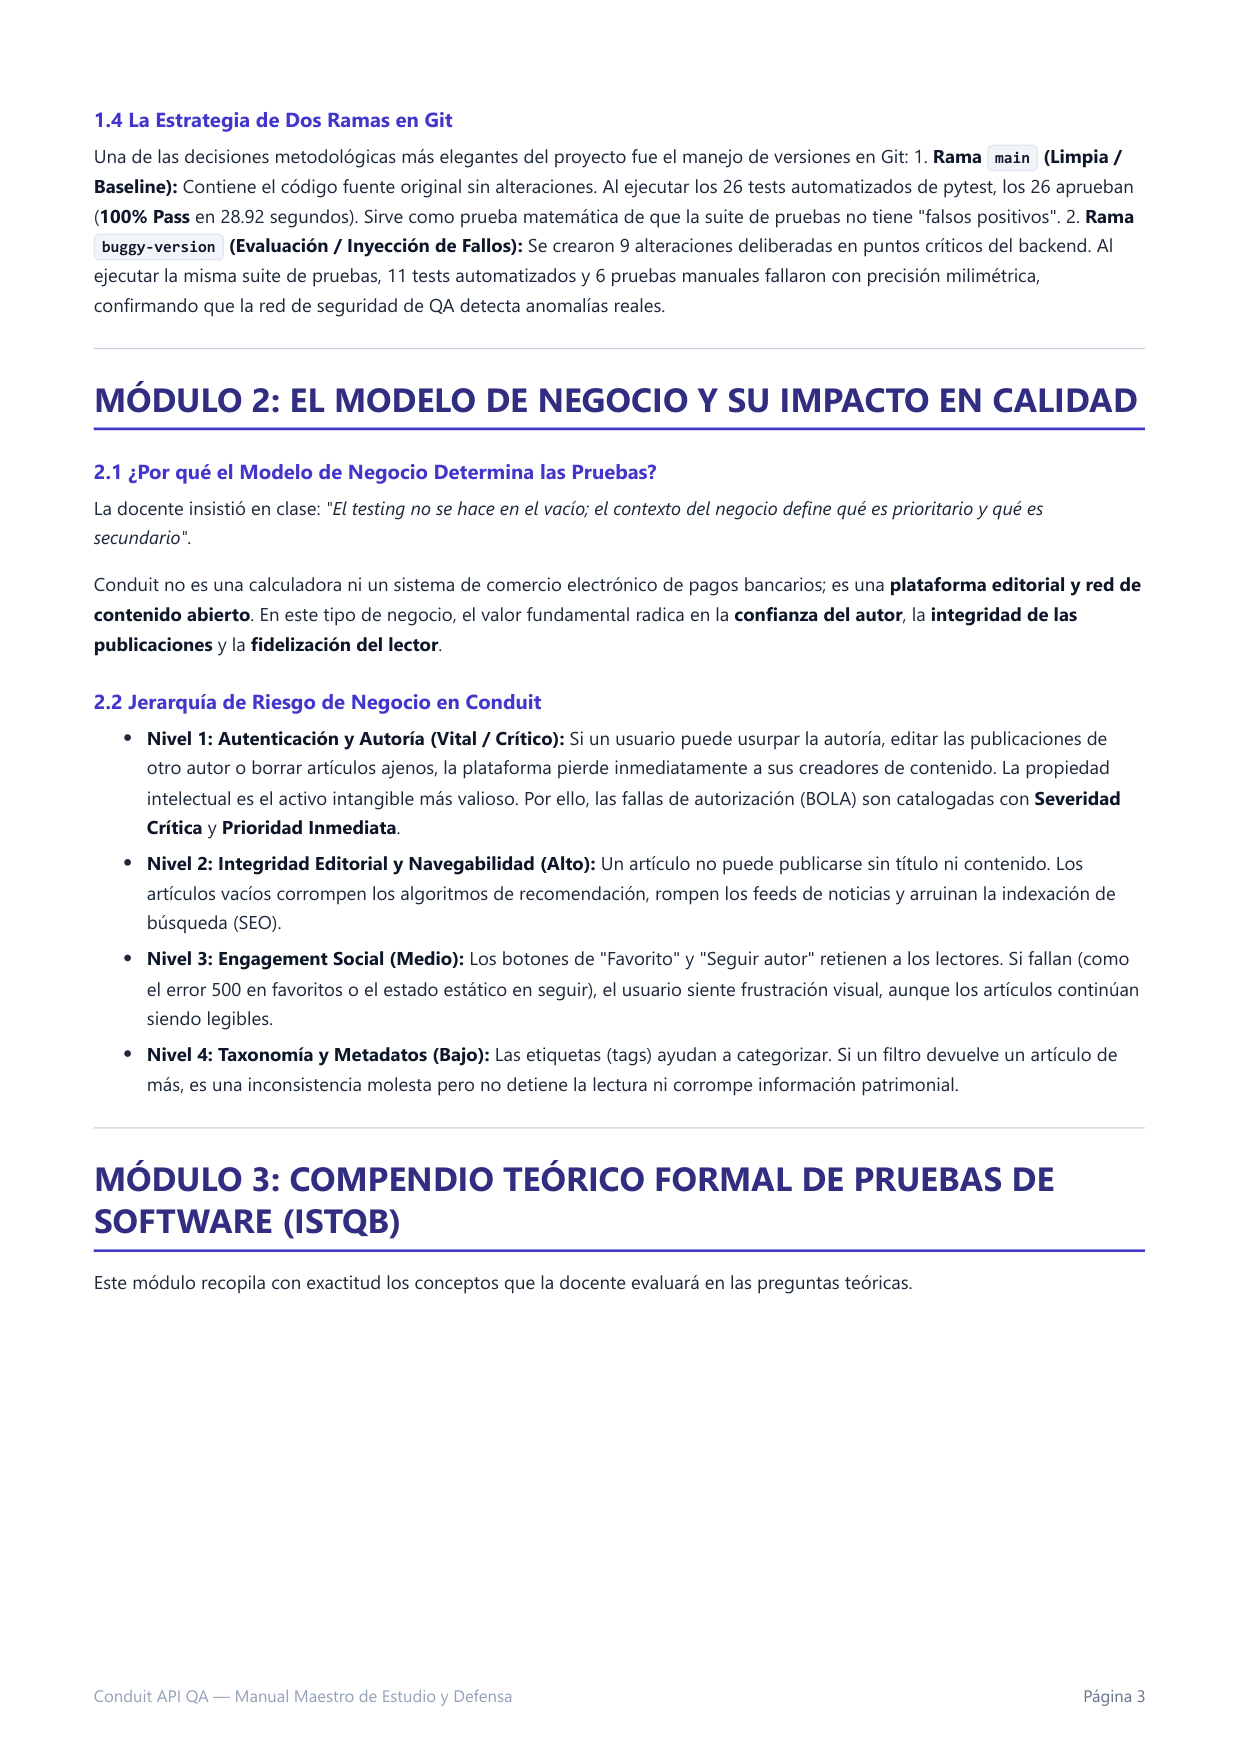 1.4 La Estrategia de Dos Ramas en Git
Una de las decisiones metodológicas más elegantes del proyecto fue el manejo de versiones en Git: 1. Rama main (Limpia /
Baseline): Contiene el código fuente original sin alteraciones. Al ejecutar los 26 tests automatizados de pytest, los 26 aprueban
(100% Pass en 28.92 segundos). Sirve como prueba matemática de que la suite de pruebas no tiene "falsos positivos". 2. Rama
buggy-version (Evaluación / Inyección de Fallos): Se crearon 9 alteraciones deliberadas en puntos críticos del backend. Al
ejecutar la misma suite de pruebas, 11 tests automatizados y 6 pruebas manuales fallaron con precisión milimétrica,
confirmando que la red de seguridad de QA detecta anomalías reales.
MÓDULO 2: EL MODELO DE NEGOCIO Y SU IMPACTO EN CALIDAD
2.1 ¿Por qué el Modelo de Negocio Determina las Pruebas?
La docente insistió en clase: "El testing no se hace en el vacío; el contexto del negocio define qué es prioritario y qué es
secundario".
Conduit no es una calculadora ni un sistema de comercio electrónico de pagos bancarios; es una plataforma editorial y red de
contenido abierto. En este tipo de negocio, el valor fundamental radica en la confianza del autor, la integridad de las
publicaciones y la fidelización del lector.
2.2 Jerarquía de Riesgo de Negocio en Conduit
• Nivel 1: Autenticación y Autoría (Vital / Crítico): Si un usuario puede usurpar la autoría, editar las publicaciones de
otro autor o borrar artículos ajenos, la plataforma pierde inmediatamente a sus creadores de contenido. La propiedad
intelectual es el activo intangible más valioso. Por ello, las fallas de autorización (BOLA) son catalogadas con Severidad
Crítica y Prioridad Inmediata.
• Nivel 2: Integridad Editorial y Navegabilidad (Alto): Un artículo no puede publicarse sin título ni contenido. Los
artículos vacíos corrompen los algoritmos de recomendación, rompen los feeds de noticias y arruinan la indexación de
búsqueda (SEO).
• Nivel 3: Engagement Social (Medio): Los botones de "Favorito" y "Seguir autor" retienen a los lectores. Si fallan (como
el error 500 en favoritos o el estado estático en seguir), el usuario siente frustración visual, aunque los artículos continúan
siendo legibles.
• Nivel 4: Taxonomía y Metadatos (Bajo): Las etiquetas (tags) ayudan a categorizar. Si un filtro devuelve un artículo de
más, es una inconsistencia molesta pero no detiene la lectura ni corrompe información patrimonial.
MÓDULO 3: COMPENDIO TEÓRICO FORMAL DE PRUEBAS DE
SOFTWARE (ISTQB)
Este módulo recopila con exactitud los conceptos que la docente evaluará en las preguntas teóricas.
Conduit API QA — Manual Maestro de Estudio y Defensa
Página 3